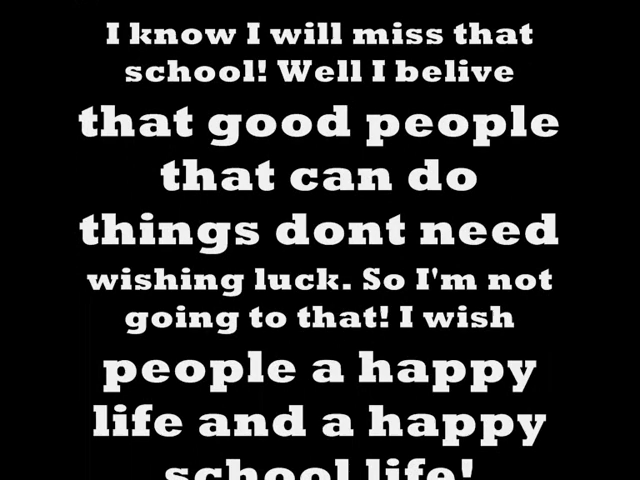 I know I will miss that
school! Well I belive
that good people
that can do
things dont need
wishing luck. So I'm not
going to that! I wish
people a happy
life and a happy
school life!